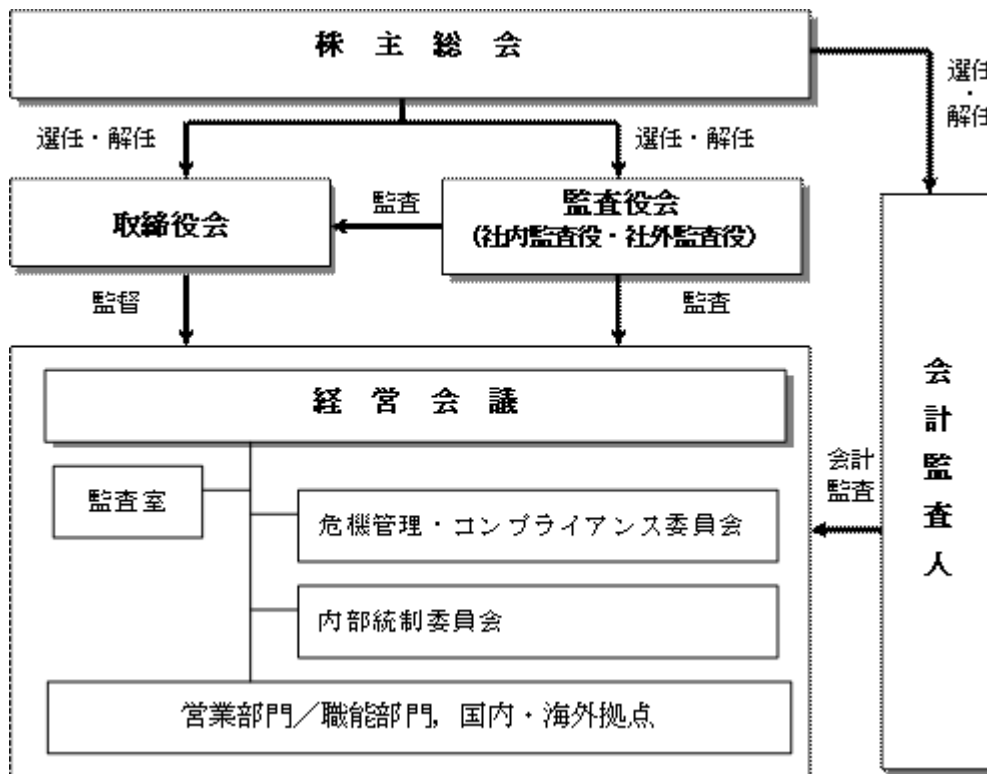 株主総会
選任・解任
選任・解任
選任
・
解任
取締役会
監査
監査役会
(社内監査役・社外監査役)
監督
監査
経営会議
監査室
危機管理・コンプライアンス委員会
内部統制委員会
営業部門／職能部門，国内・海外拠点
会計
監査
会計監査人